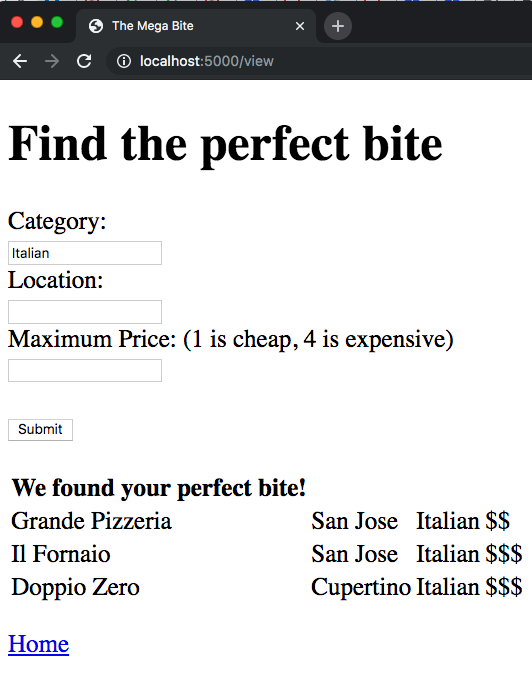 The Mega Bite
localhost:5000/view
Find the perfect bite
Category:
Italian
Location:
Maximum Price: (1 is cheap, 4 is expensive)
Submit
We found your perfect bite!
Grande Pizzeria San Jose Italian $$
Il Fornaio San Jose Italian $$$
Doppio Zero Cupertino Italian $$$
Home